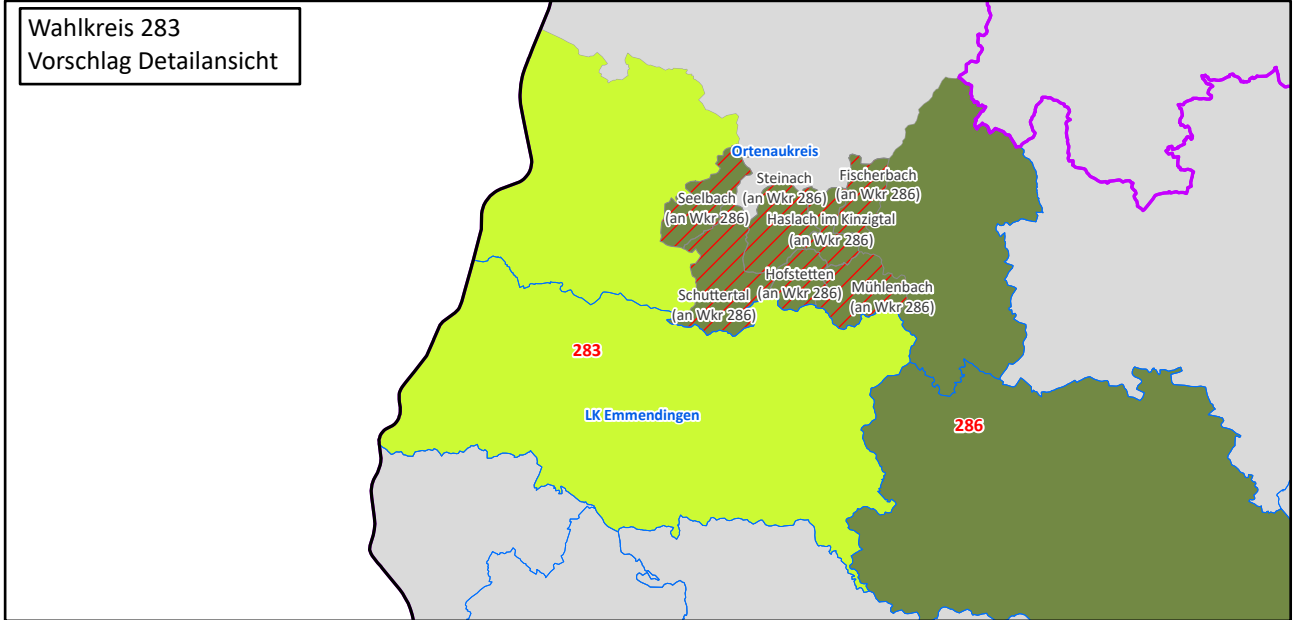 Wahlkreis 283
Vorschlag Detailansicht
Ortenaukreis
Steinach
(an Wkr 286)
Fischerbach
(an Wkr 286)
Seelbach
(an Wkr 286)
Haslach im Kinzigtal
(an Wkr 286)
Hofstetten
(an Wkr 286)
Mühlenbach
(an Wkr 286)
Schuttertal
(an Wkr 286)
283
LK Emmendingen
286